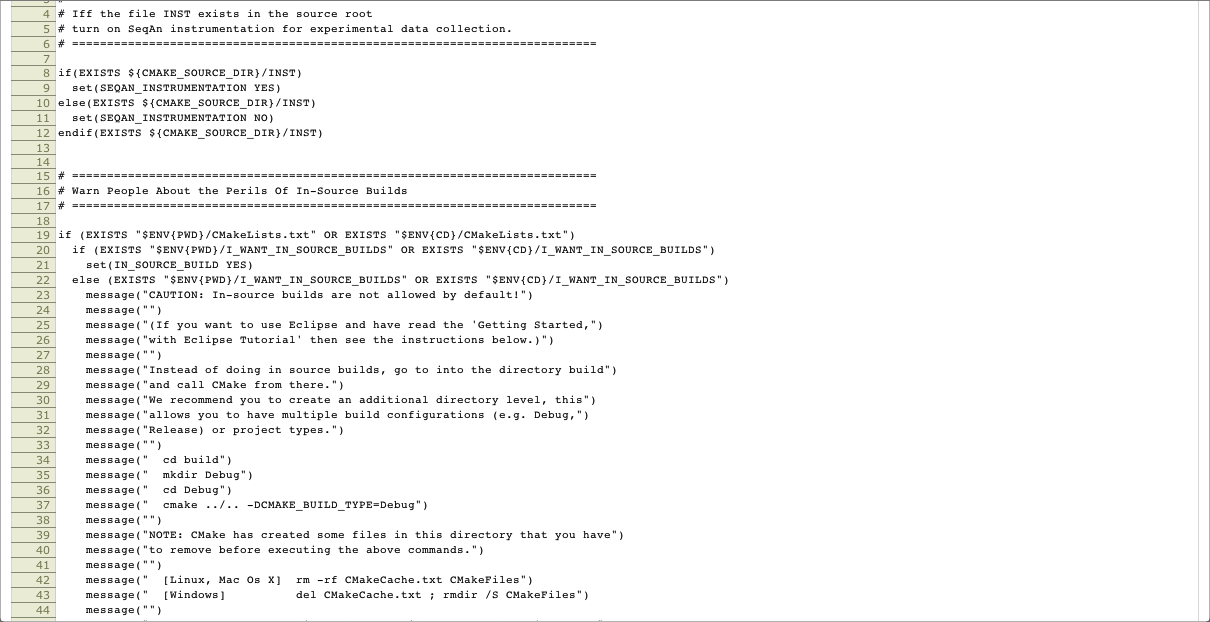 4 # Iff the file INST exists in the source root
5 # turn on SeqAn instrumentation for experimental data collection.
6 # ===========================================================================
7
8 if(EXISTS ${CMAKE_SOURCE_DIR}/INST)
9   set(SEQAN_INSTRUMENTATION YES)
10 else(EXISTS ${CMAKE_SOURCE_DIR}/INST)
11   set(SEQAN_INSTRUMENTATION NO)
12 endif(EXISTS ${CMAKE_SOURCE_DIR}/INST)
13
14
15 # ===========================================================================
16 # Warn People About the Perils Of In-Source Builds
17 # ===========================================================================
18
19 if (EXISTS "$ENV{PWD}/CMakeLists.txt" OR EXISTS "$ENV{CD}/CMakeLists.txt")
20   if (EXISTS "$ENV{PWD}/I_WANT_IN_SOURCE_BUILDS" OR EXISTS "$ENV{CD}/I_WANT_IN_SOURCE_BUILDS")
21     set(IN_SOURCE_BUILD YES)
22   else (EXISTS "$ENV{PWD}/I_WANT_IN_SOURCE_BUILDS" OR EXISTS "$ENV{CD}/I_WANT_IN_SOURCE_BUILDS")
23     message("CAUTION: In-source builds are not allowed by default!")
24     message("")
25     message("(If you want to use Eclipse and have read the 'Getting Started,")
26     message("with Eclipse Tutorial' then see the instructions below.)")
27     message("")
28     message("Instead of doing in source builds, go to into the directory build")
29     message("and call CMake from there.")
30     message("We recommend you to create an additional directory level, this")
31     message("allows you to have multiple build configurations (e.g. Debug,")
32     message("Release) or project types.")
33     message("")
34     message("  cd build")
35     message("  mkdir Debug")
36     message("  cd Debug")
37     message("  cmake ../.. -DCMAKE_BUILD_TYPE=Debug")
38     message("")
39     message("NOTE: CMake has created some files in this directory that you have")
40     message("to remove before executing the above commands.")
41     message("")
42     message("  [Linux, Mac Os X]  rm -rf CMakeCache.txt CMakeFiles")
43     message("  [Windows]          del CMakeCache.txt ; rmdir /S CMakeFiles")
44     message("")